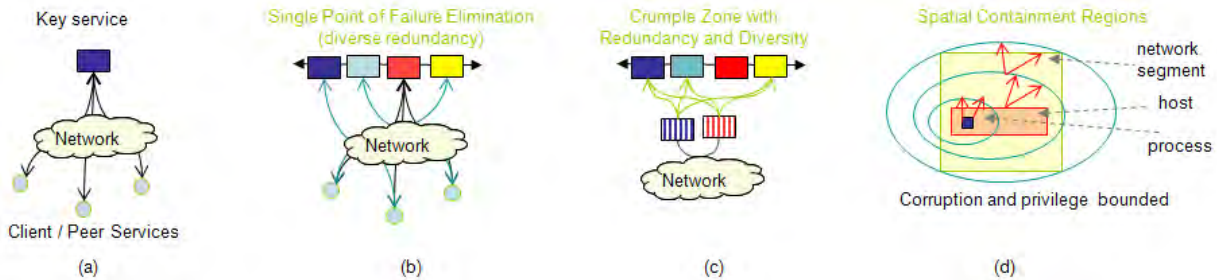 Key service
Network
Client / Peer Services
(a)
Single Point of Failure Elimination
(diverse redundancy)
Network
(b)
Crumple Zone with
Redundancy and Diversity
Network
(c)
Spatial Containment Regions
network
segment
host
process
Corruption and privilege bounded
(d)